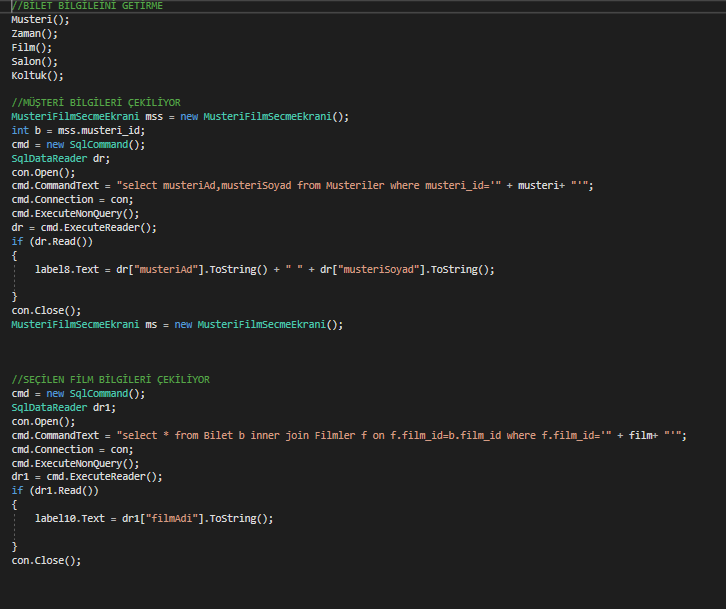 //BİLET BİLGİLEİNİ GETİRME
Musteri();
Zaman();
Film();
Salon();
Koltuk();
//MÜŞTERİ BİLGİLERİ ÇEKİLİYOR
MusteriFilmSecmeEkrani mss = new MusteriFilmSecmeEkrani();
int b = mss.musteri_id;
cmd = new SqlCommand();
SqlDataReader dr;
con.Open();
cmd.CommandText = "select musteriAd,musteriSoyad from Musteriler where musteri_id='" + musteri+ "'";
cmd.Connection = con;
cmd.ExecuteNonQuery();
dr = cmd.ExecuteReader();
if (dr.Read())
{
label8.Text = dr["musteriAd"].ToString() + " " + dr["musteriSoyad"].ToString();
}
con.Close();
MusteriFilmSecmeEkrani ms = new MusteriFilmSecmeEkrani();
//SEÇİLEN FİLM BİLGİLERİ ÇEKİLİYOR
cmd = new SqlCommand();
SqlDataReader dr1;
con.Open();
cmd.CommandText = "select * from Bilet b inner join Filmler f on f.film_id=b.film_id where f.film_id='" + film+ "'";
cmd.Connection = con;
cmd.ExecuteNonQuery();
dr1 = cmd.ExecuteReader();
if (dr1.Read())
{
label10.Text = dr1["filmAdi"].ToString();
}
con.Close();